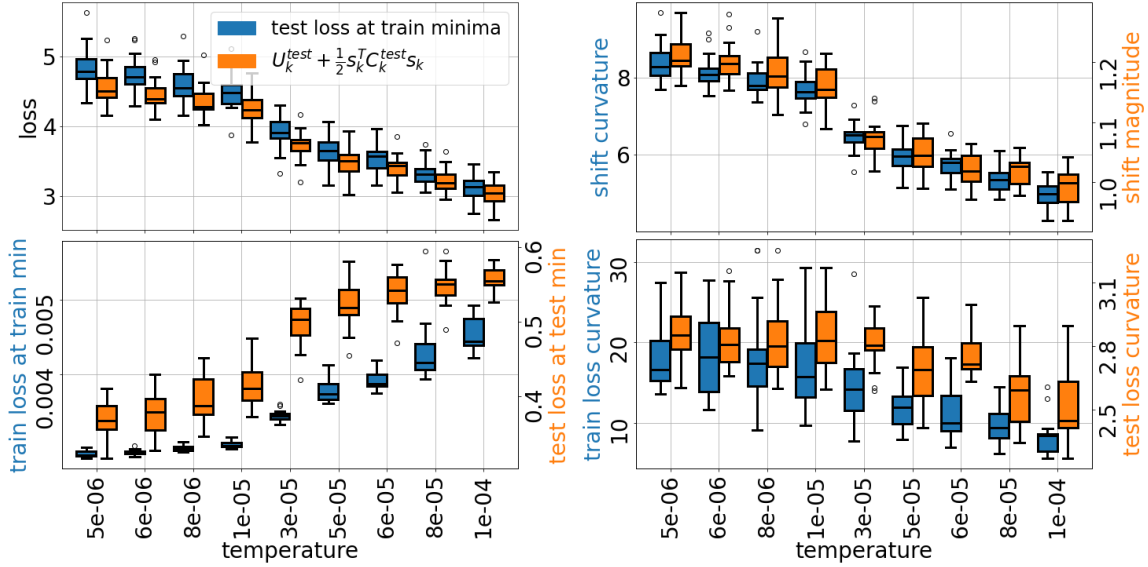 test loss at train minima
$U_k^{test} + \frac{1}{2} s_k^T C_k^{test} s_k$
loss
5
4
3
shift curvature
8
6
shift magnitude
1.2
1.1
1.0
train loss at train min
0.005
0.004
test loss at test min
0.6
0.5
0.4
5e-06
6e-06
8e-06
1e-05
3e-05
5e-05
6e-05
8e-05
1e-04
temperature
train loss curvature
30
20
10
test loss curvature
3.1
2.8
2.5
5e-06
6e-06
8e-06
1e-05
3e-05
5e-05
6e-05
8e-05
1e-04
temperature